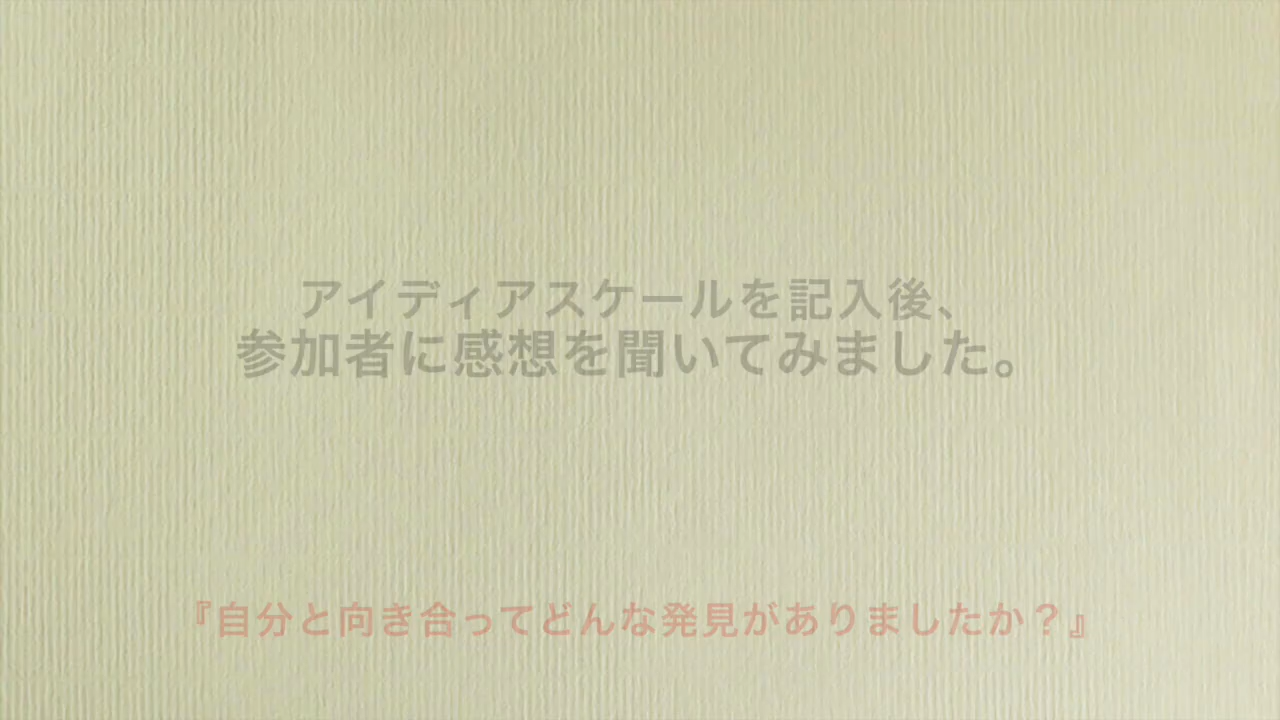 アイディアスケールを記入後、
参加者に感想を聞いてみました。
『自分と向き合ってどんな発見がありましたか？』